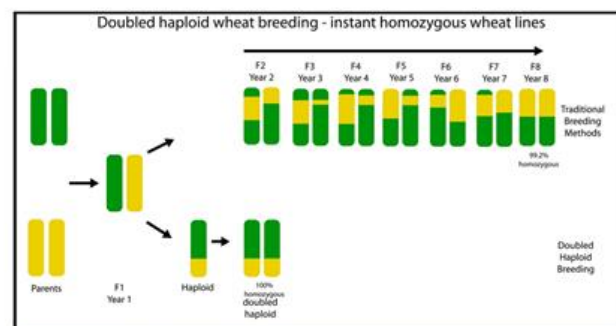 Doubled haploid wheat breeding - instant homozygous wheat lines
F2 F3 F4 F5 F6 F7 F8
Year 2 Year 3 Year 4 Year 5 Year 6 Year 7 Year 8
Traditional
Breeding
Methods
99.2%
homozygous
Parents
F1
Year 1
Haploid
100%
homozygous
doubled
haploid
Doubled
Haploid
Breeding